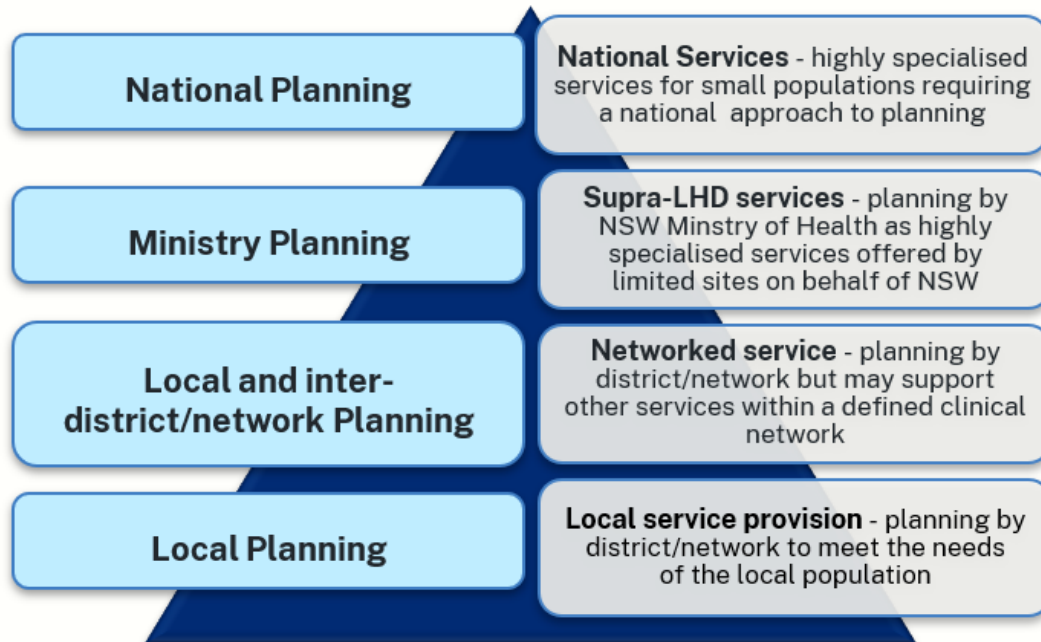 National Planning
National Services - highly specialised
services for small populations requiring
a national approach to planning
Ministry Planning
Supra-LHD services - planning by
NSW Minstry of Health as highly
specialised services offered by
limited sites on behalf of NSW
Local and inter-
district/network Planning
Networked service - planning by
district/network but may support
other services within a defined clinical
network
Local Planning
Local service provision - planning by
district/network to meet the needs
of the local population